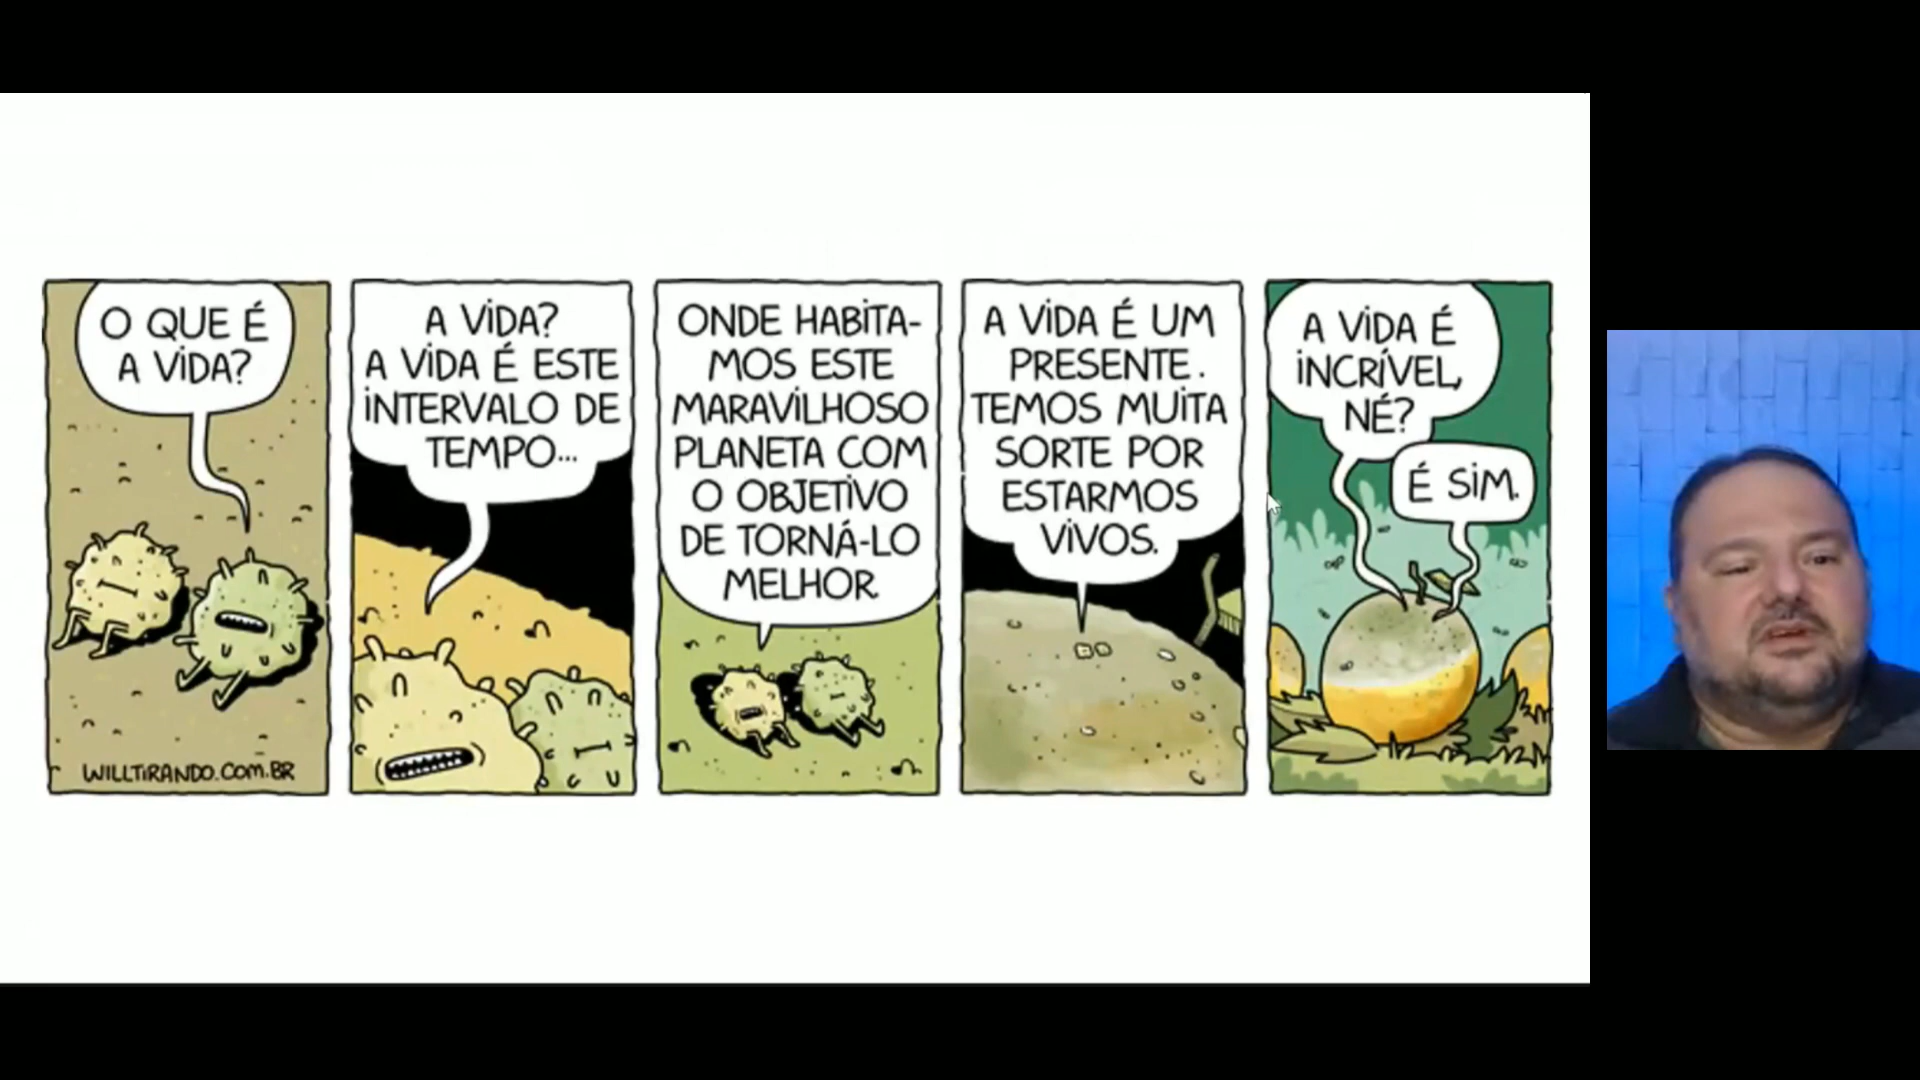 O QUE É
A VIDA?
WILLTIRANDO.COM.BR
A VIDA?
A VIDA É ESTE
INTERVALO DE
TEMPO...
ONDE HABITA-
MOS ESTE
MARAVILHOSO
PLANETA COM
O OBJETIVO
DE TORNÁ-LO
MELHOR.
A VIDA É UM
PRESENTE.
TEMOS MUITA
SORTE POR
ESTARMOS
VIVOS.
A VIDA É
INCRÍVEL,
NÉ?
É SIM.